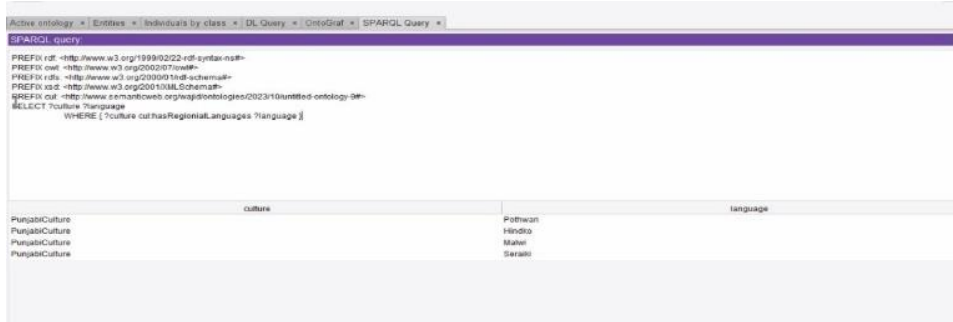 Active ontology × Entities × Individuals by class × DL Query × OntoGraf × SPARQL Query ×
SPARQL query:
PREFIX rdf: <http://www.w3.org/1999/02/22-rdf-syntax-ns#>
PREFIX owl: <http://www.w3.org/2002/07/owl#>
PREFIX rdfs: <http://www.w3.org/2000/01/rdf-schema#>
PREFIX xsd: <http://www.w3.org/2001/XMLSchema#>
PREFIX cut: <http://www.semanticweb.org/wajid/ontologies/2023/10/untitled-ontology-9#>
SELECT ?culture ?language
WHERE { ?culture cut:hasRegionialLanguages ?language }
culture language
PunjabiCulture Pothwari
PunjabiCulture Hindko
PunjabiCulture Malwi
PunjabiCulture Seraiki